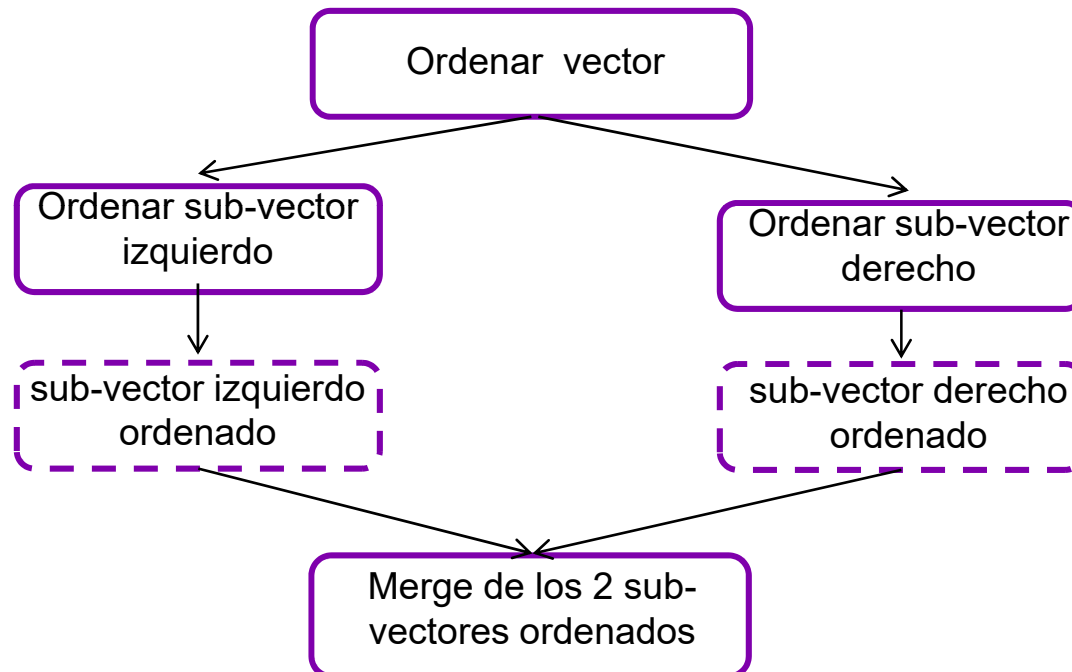 Ordenar vector
Ordenar sub-vector
izquierdo
Ordenar sub-vector
derecho
sub-vector izquierdo
ordenado
sub-vector derecho
ordenado
Merge de los 2 sub-
vectores ordenados